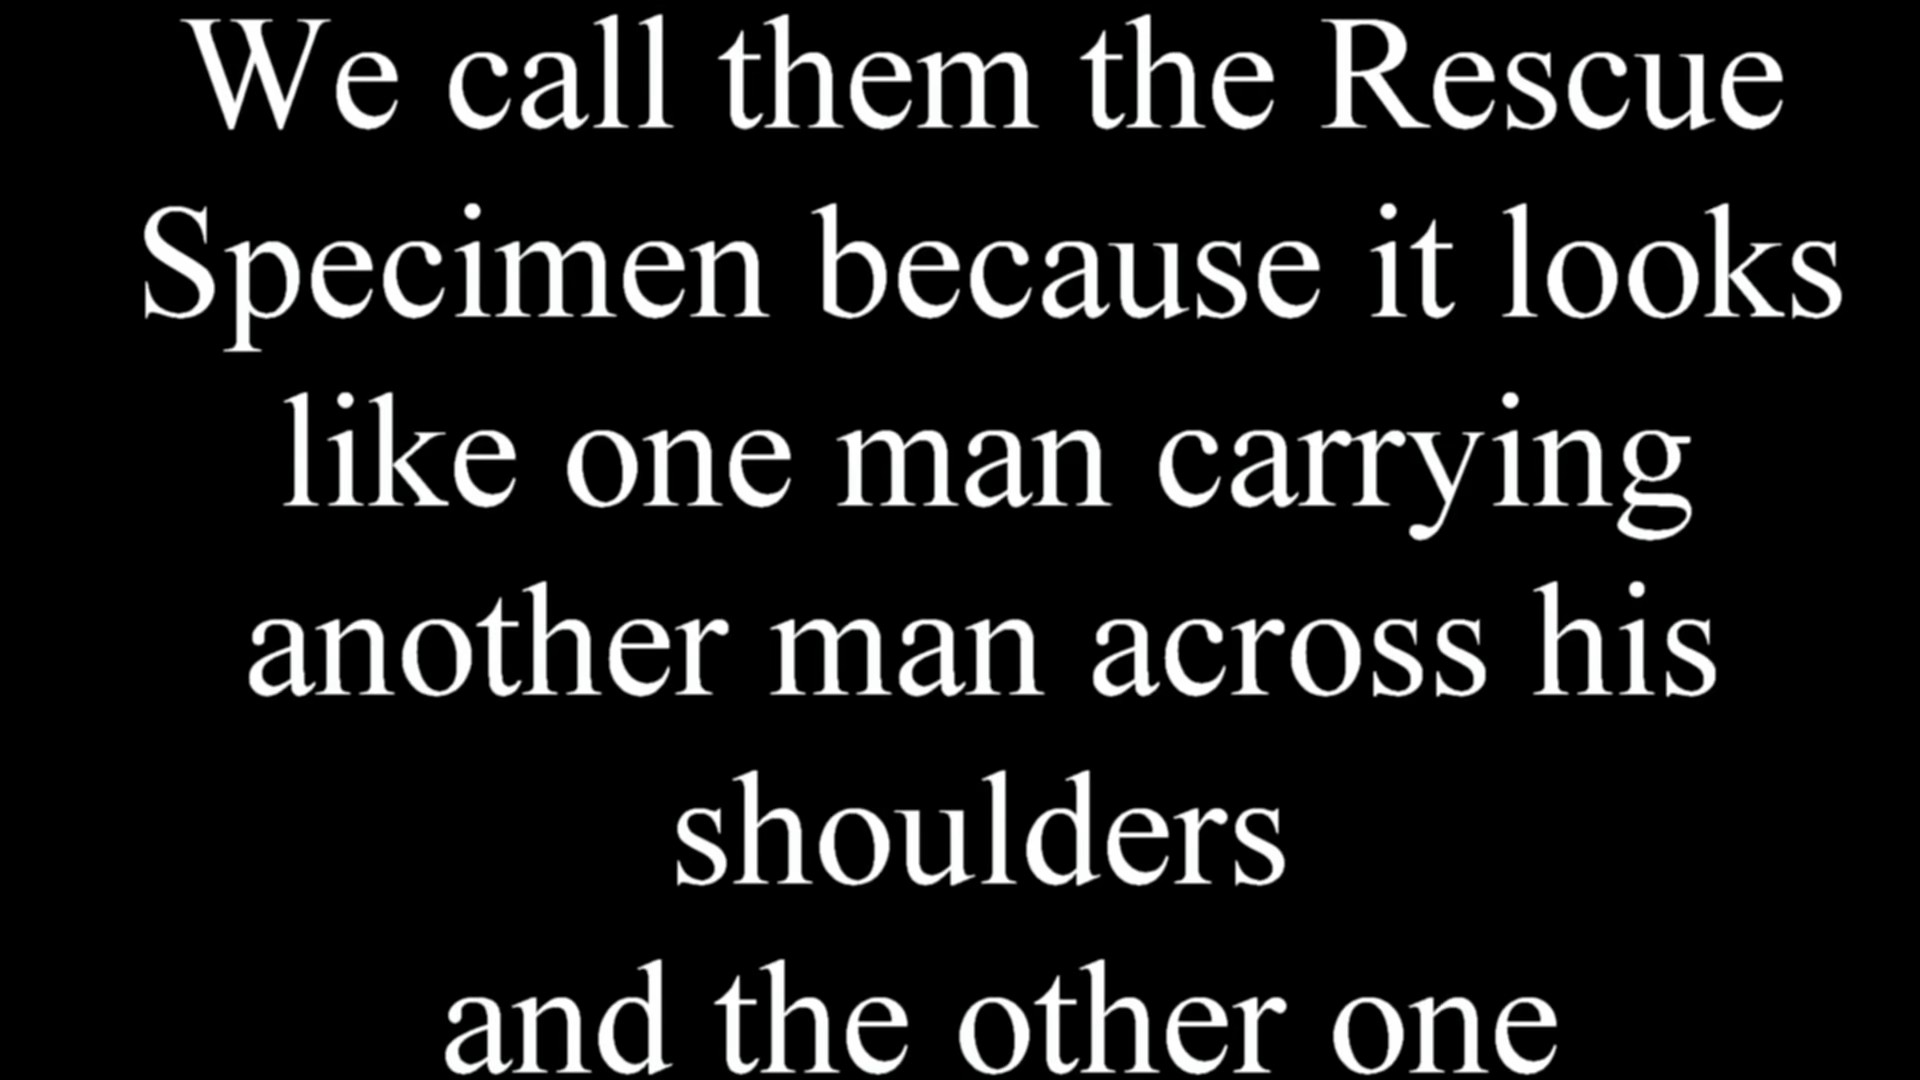 We call them the Rescue
Specimen because it looks
like one man carrying
another man across his
shoulders
and the other one